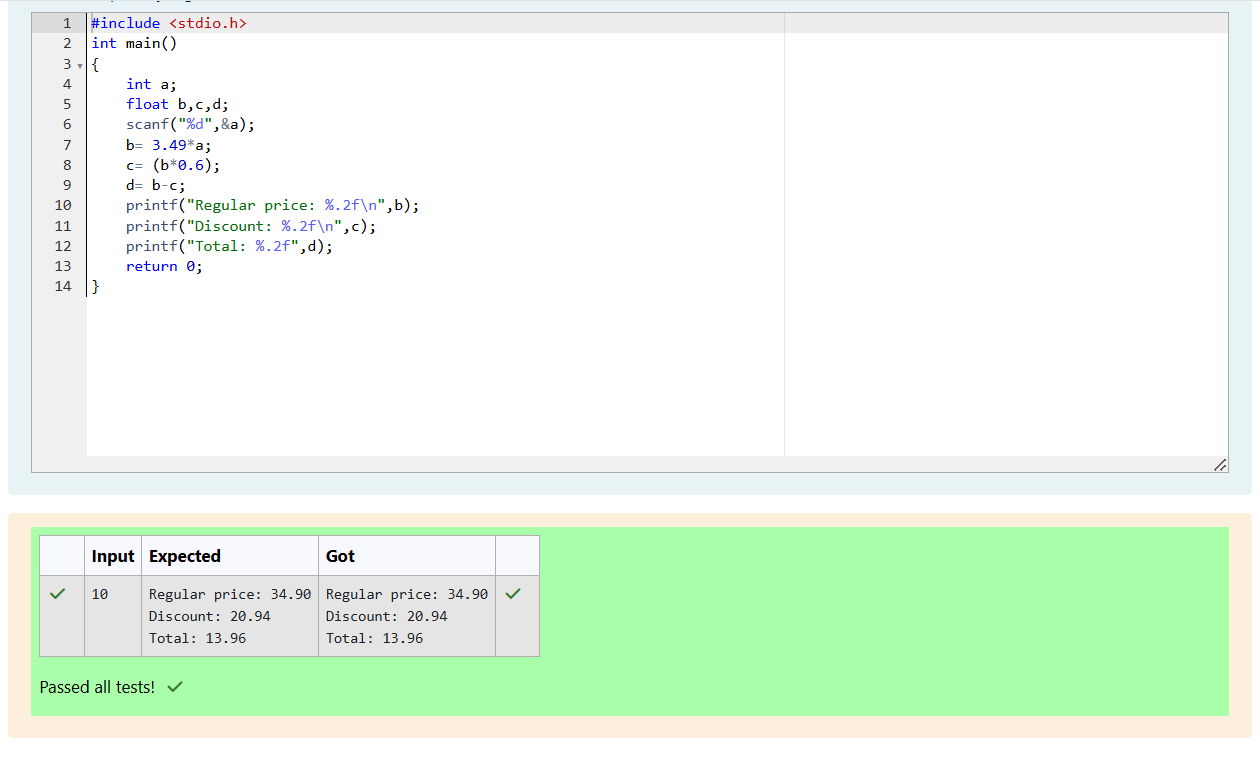 1 #include <stdio.h>
2 int main()
3 {
4     int a;
5     float b,c,d;
6     scanf("%d",&a);
7     b= 3.49*a;
8     c= (b*0.6);
9     d= b-c;
10     printf("Regular price: %.2f\n",b);
11     printf("Discount: %.2f\n",c);
12     printf("Total: %.2f",d);
13     return 0;
14 }
Input Expected Got
10 Regular price: 34.90 Regular price: 34.90
Discount: 20.94 Discount: 20.94
Total: 13.96 Total: 13.96
Passed all tests!